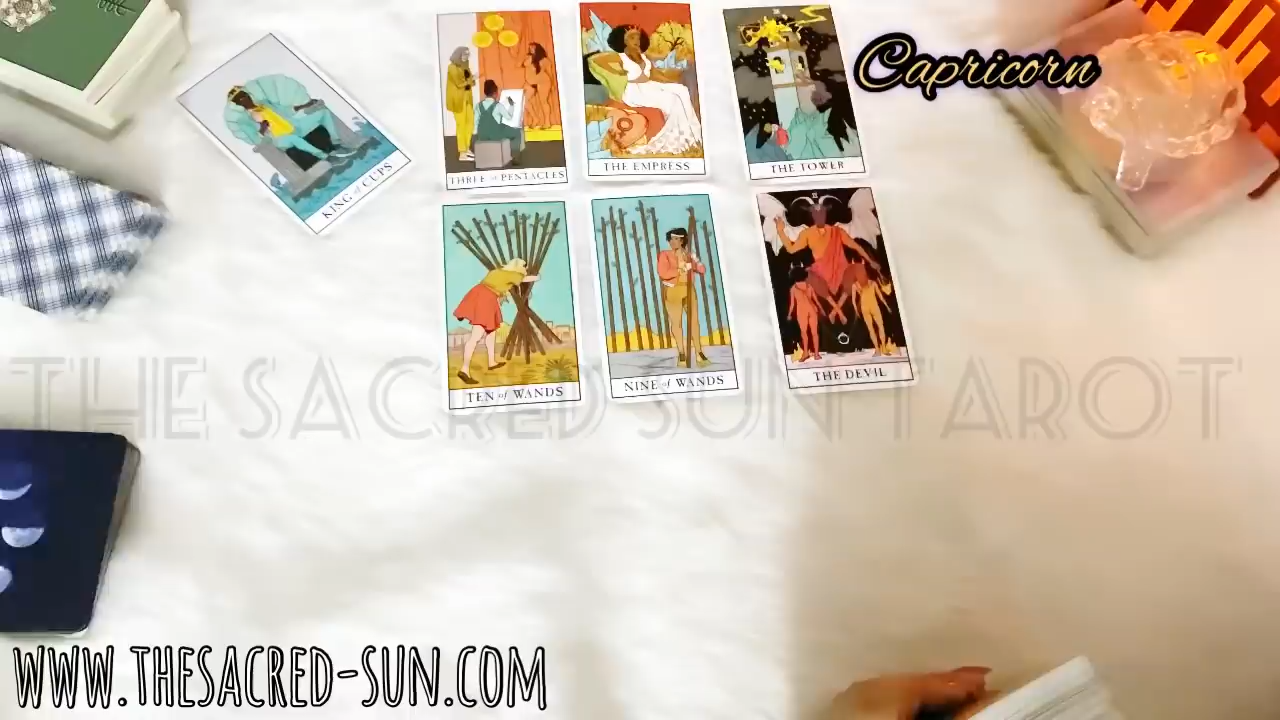 Capricorn
KING of CUPS
THREE of PENTACLES
THE EMPRESS
THE TOWER
TEN of WANDS
NINE of WANDS
THE DEVIL
THE SACRED SUN TAROT
WWW.THESACRED-SUN.COM